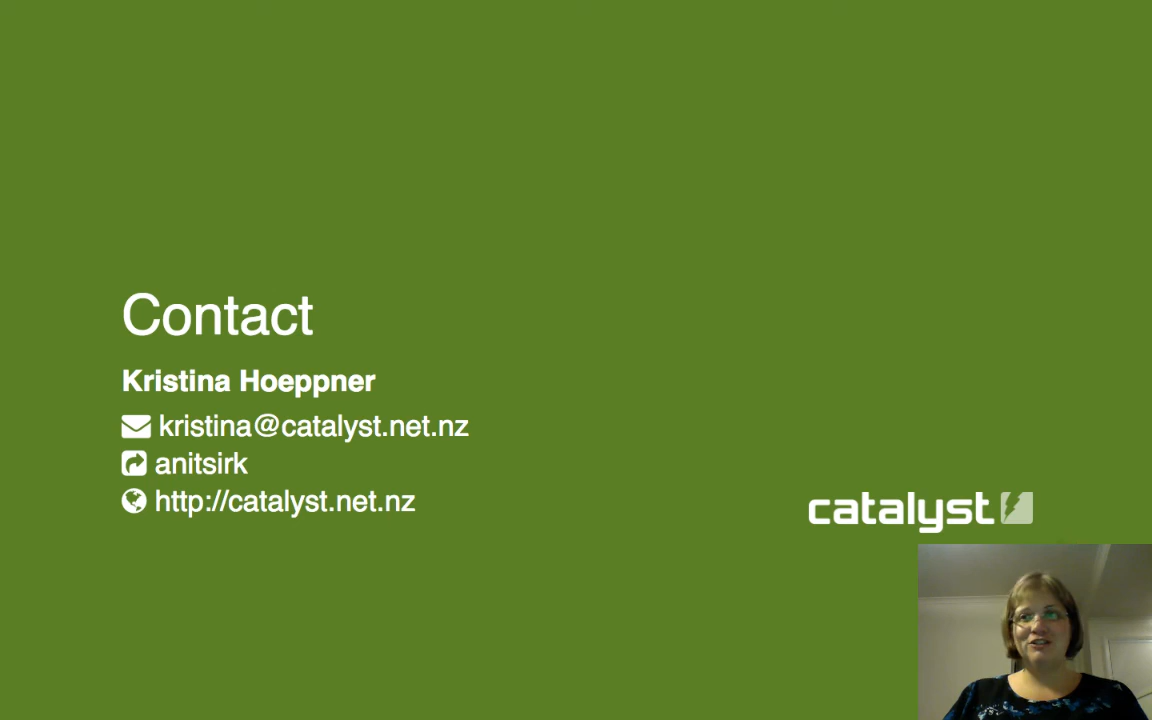 Contact
Kristina Hoeppner
kristina@catalyst.net.nz
anitsirk
http://catalyst.net.nz
catalyst